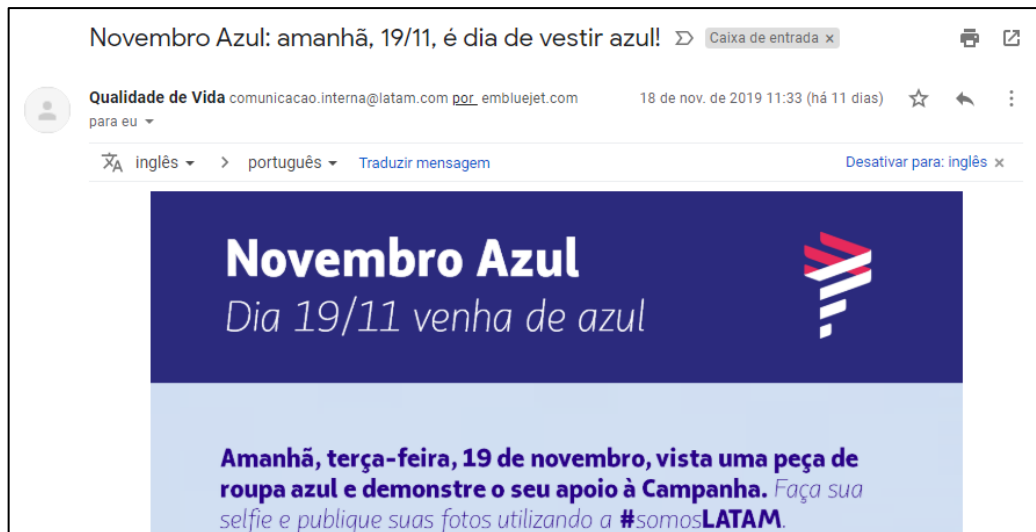 Novembro Azul: amanhã, 19/11, é dia de vestir azul! Caixa de entrada x
Qualidade de Vida comunicacao.interna@latam.com por embluejet.com 18 de nov. de 2019 11:33 (há 11 dias)
para eu
inglês > português Traduzir mensagem Desativar para: inglês x
Novembro Azul
Dia 19/11 venha de azul
Amanhã, terça-feira, 19 de novembro, vista uma peça de
roupa azul e demonstre o seu apoio à Campanha. Faça sua
selfie e publique suas fotos utilizando a #somosLATAM.